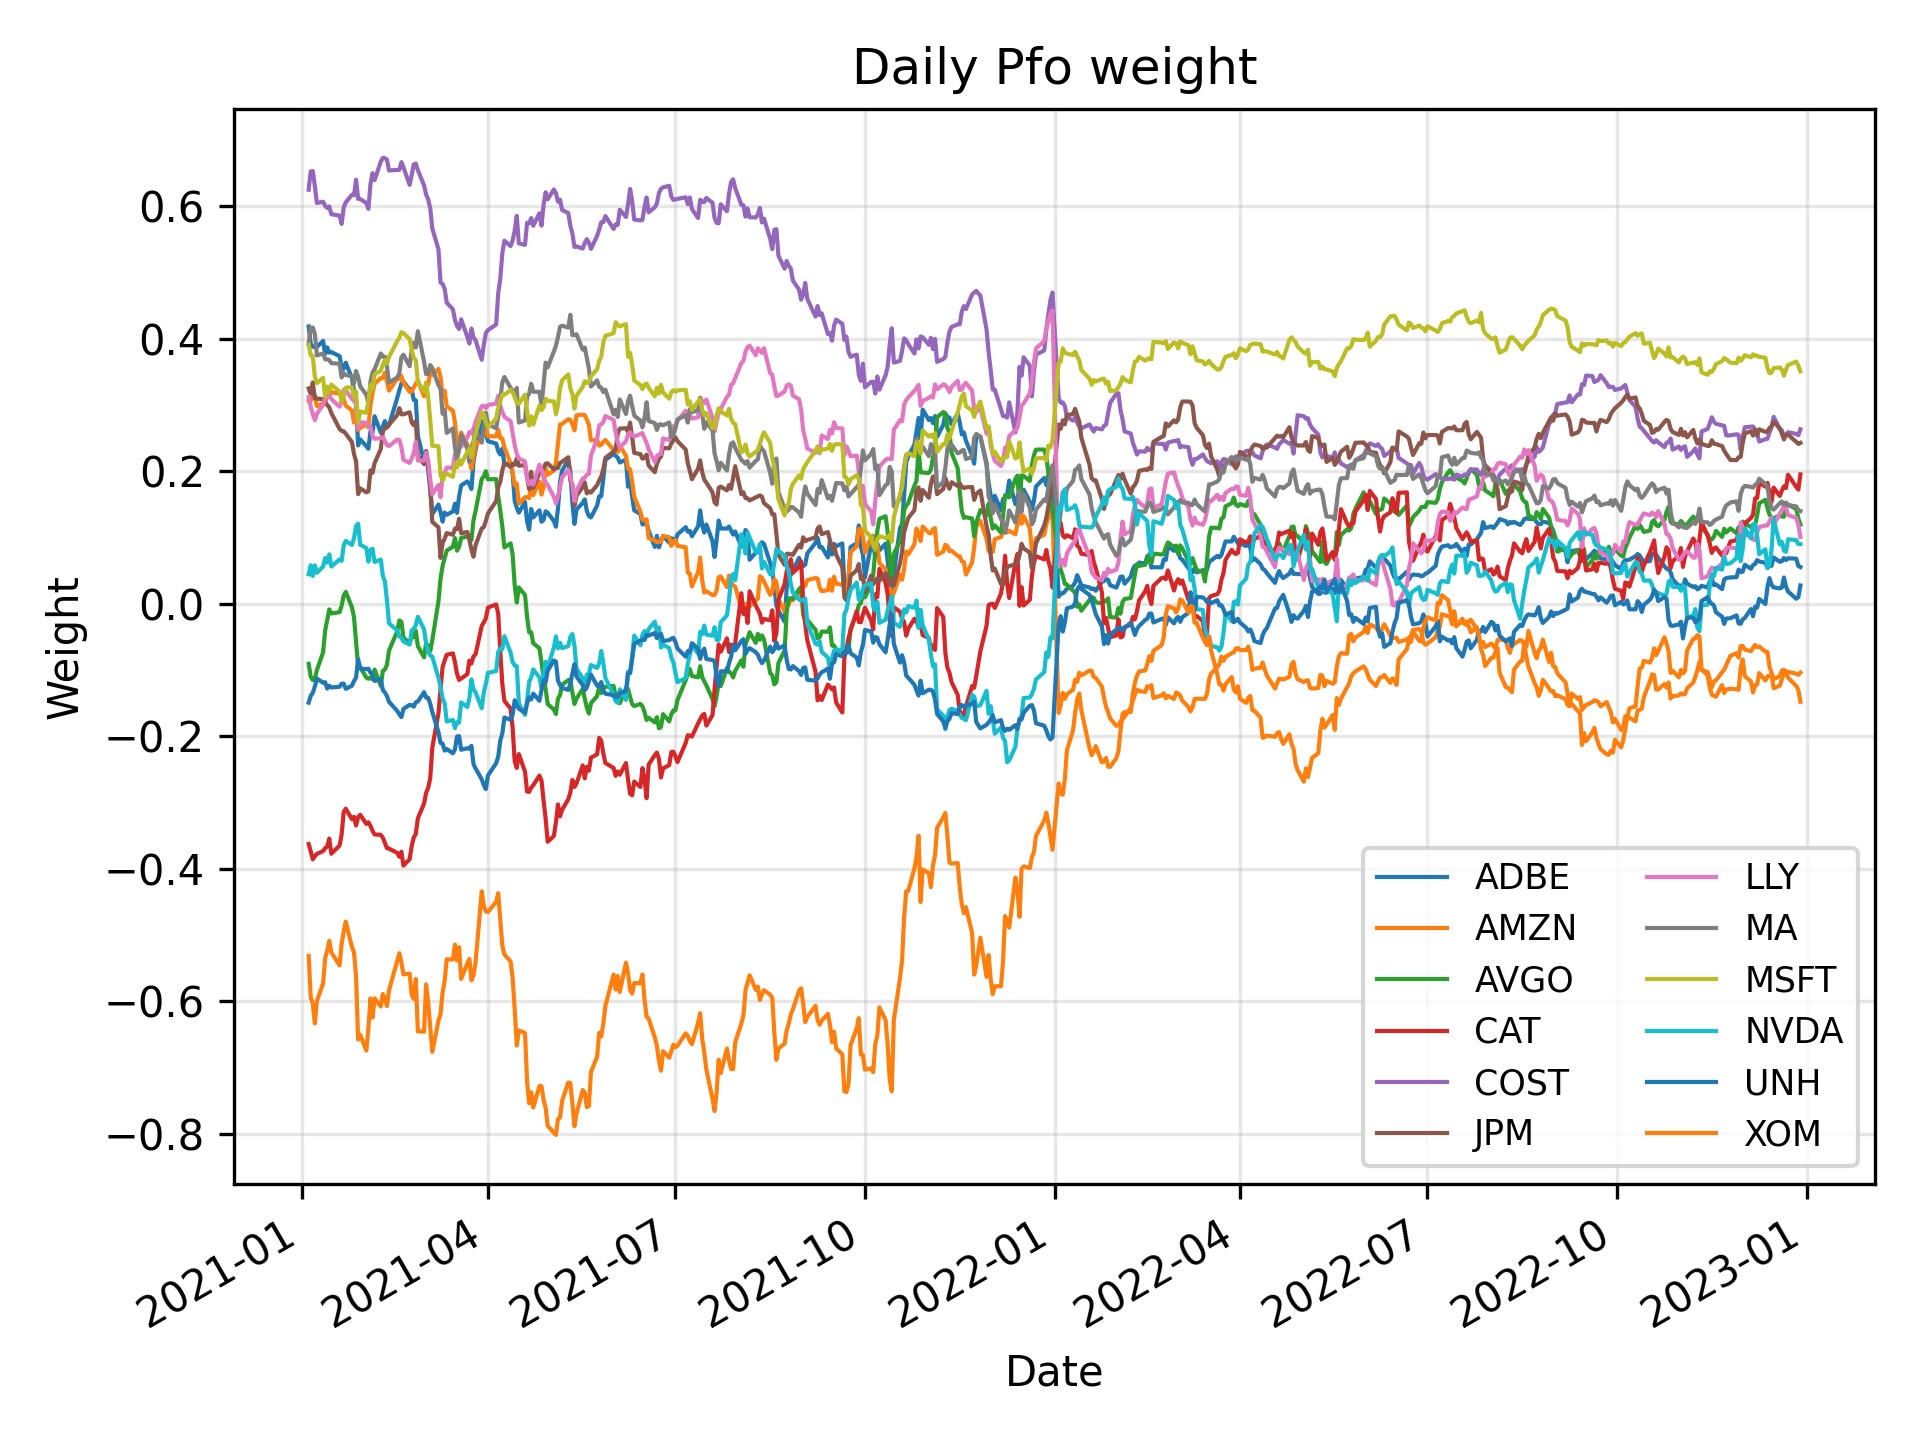 Daily Pfo weight
Weight
0.6
0.4
0.2
0.0
−0.2
−0.4
−0.6
−0.8
2021-01
2021-04
2021-07
2021-10
2022-01
2022-04
2022-07
2022-10
2023-01
Date
ADBE
AMZN
AVGO
CAT
COST
JPM
LLY
MA
MSFT
NVDA
UNH
XOM